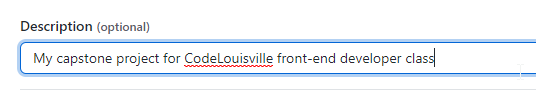 Description (optional)
My capstone project for CodeLouisville front-end developer class